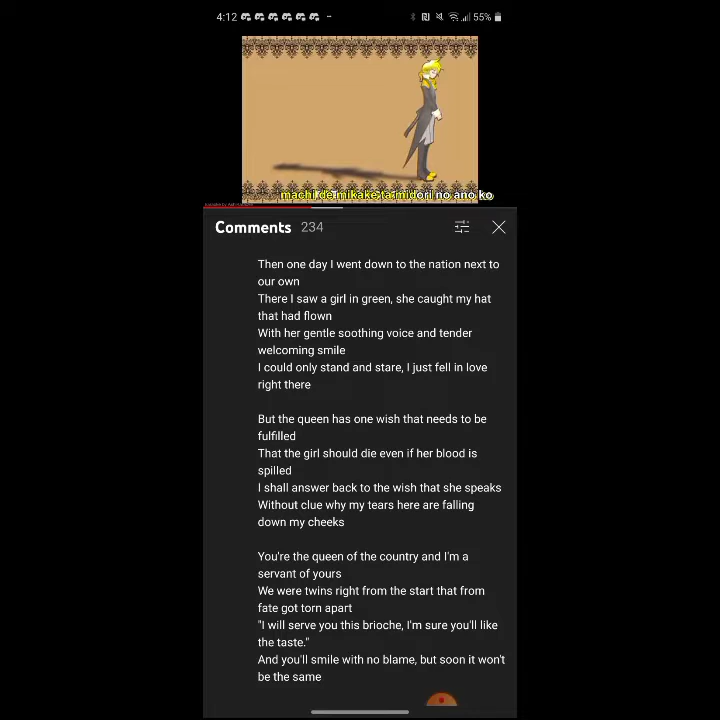 4:12
55%
machi de mikake ta midori no ano ko
Comments 234
Then one day I went down to the nation next to
our own
There I saw a girl in green, she caught my hat
that had flown
With her gentle soothing voice and tender
welcoming smile
I could only stand and stare, I just fell in love
right there
But the queen has one wish that needs to be
fulfilled
That the girl should die even if her blood is
spilled
I shall answer back to the wish that she speaks
Without clue why my tears here are falling
down my cheeks
You're the queen of the country and I'm a
servant of yours
We were twins right from the start that from
fate got torn apart
"I will serve you this brioche, I'm sure you'll like
the taste."
And you'll smile with no blame, but soon it won't
be the same